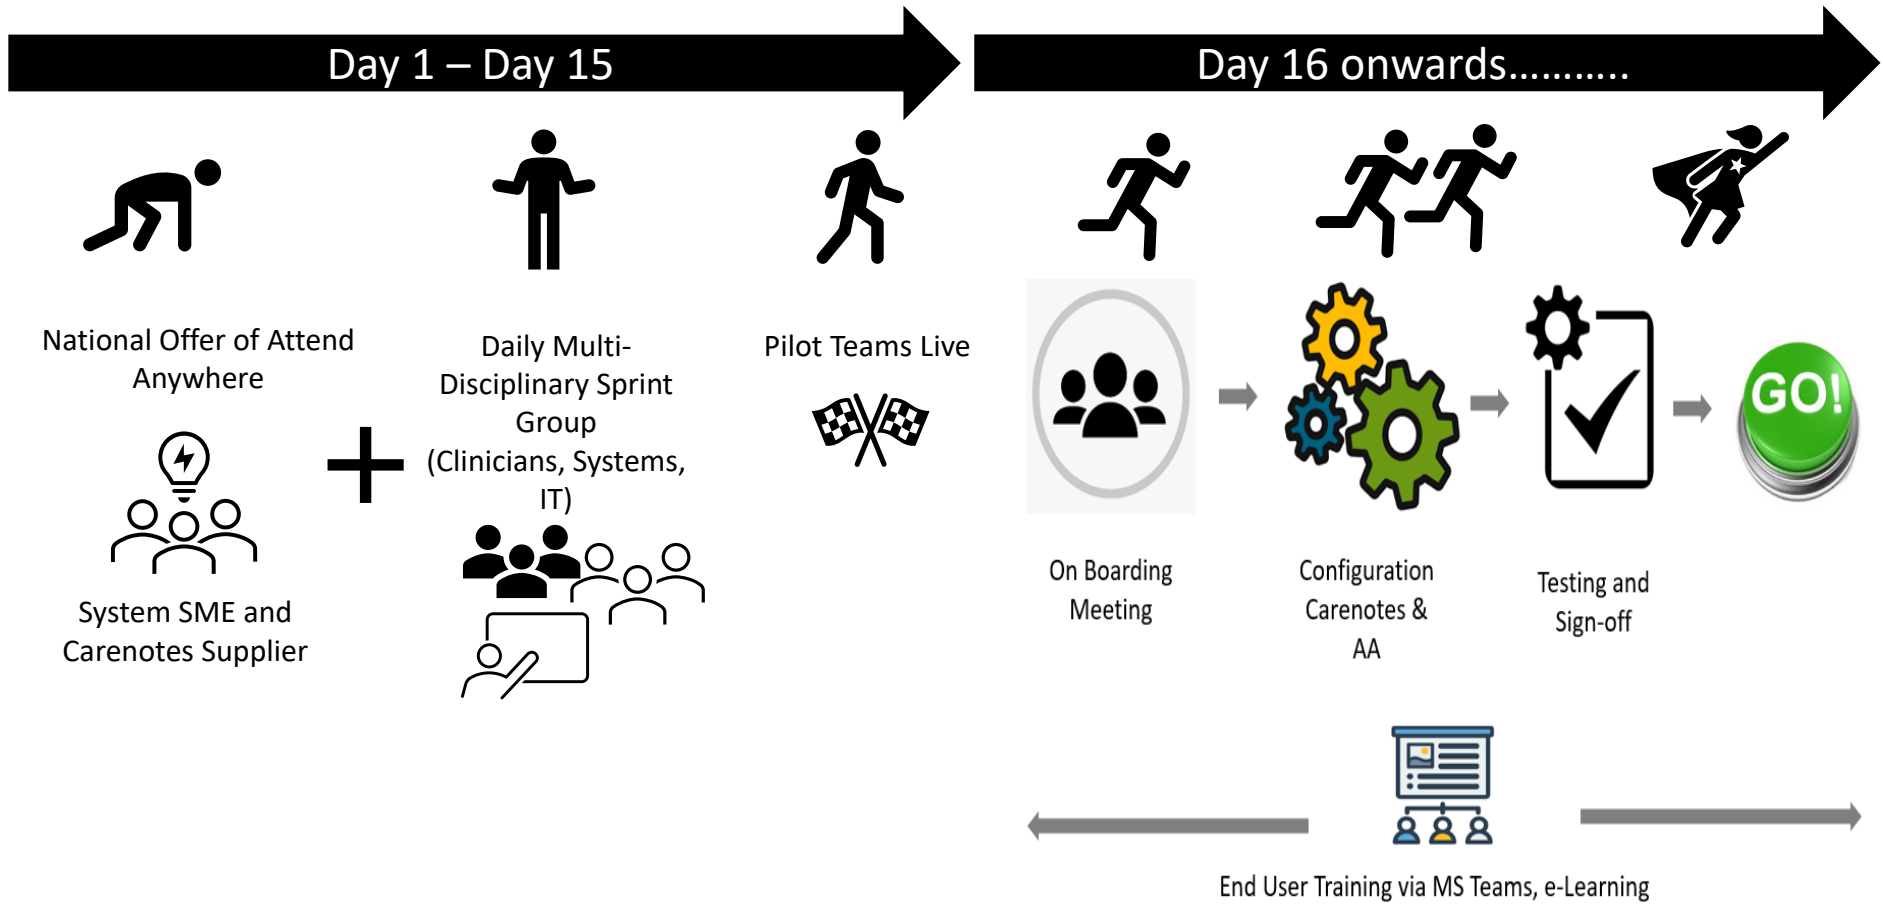 Day 1 – Day 15
Day 16 onwards………..
National Offer of Attend
Anywhere
System SME and
Carenotes Supplier
Daily Multi-
Disciplinary Sprint
Group
(Clinicians, Systems,
IT)
Pilot Teams Live
On Boarding
Meeting
Configuration
Carenotes &
AA
Testing and
Sign-off
GO!
End User Training via MS Teams, e-Learning